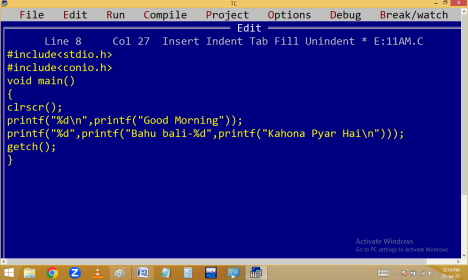 TC
File Edit Run Compile Project Options Debug Break/watch
Edit
Line 8 Col 27 Insert Indent Tab Fill Unindent * E:11AM.C
#include<stdio.h>
#include<conio.h>
void main()
{
clrscr();
printf("%d\n",printf("Good Morning"));
printf("%d",printf("Bahu bali-%d",printf("Kahona Pyar Hai\n")));
getch();
}
Activate Windows
Go to PC settings to activate Windows.